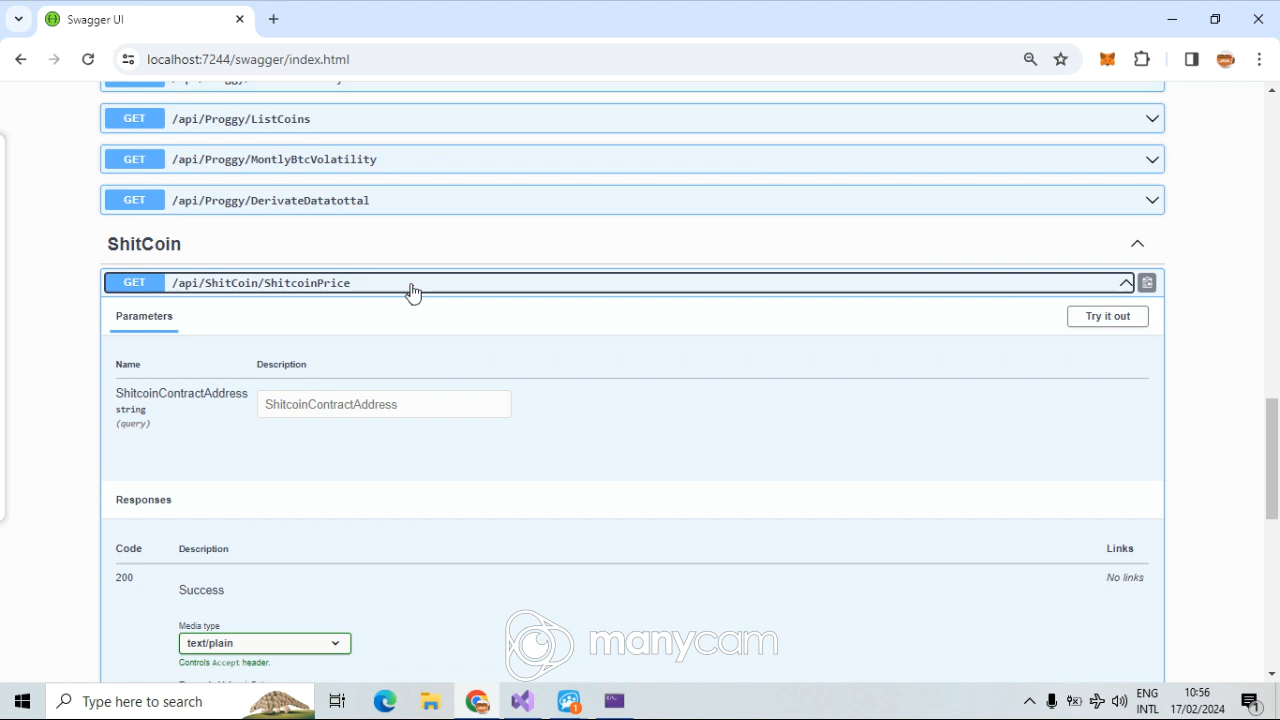 Swagger UI
localhost:7244/swagger/index.html
GET /api/Proggy/ListCoins
GET /api/Proggy/MontlyBtcVolatility
GET /api/Proggy/DerivateDatatottal
ShitCoin
GET /api/ShitCoin/ShitcoinPrice
Parameters
Try it out
Name Description
ShitcoinContractAddress
string
(query)
ShitcoinContractAddress
Responses
Code Description Links
200 Success No links
Media type
text/plain
Controls Accept header.
manycam
Type here to search
ENG
INTL
10:56
17/02/2024
1
1